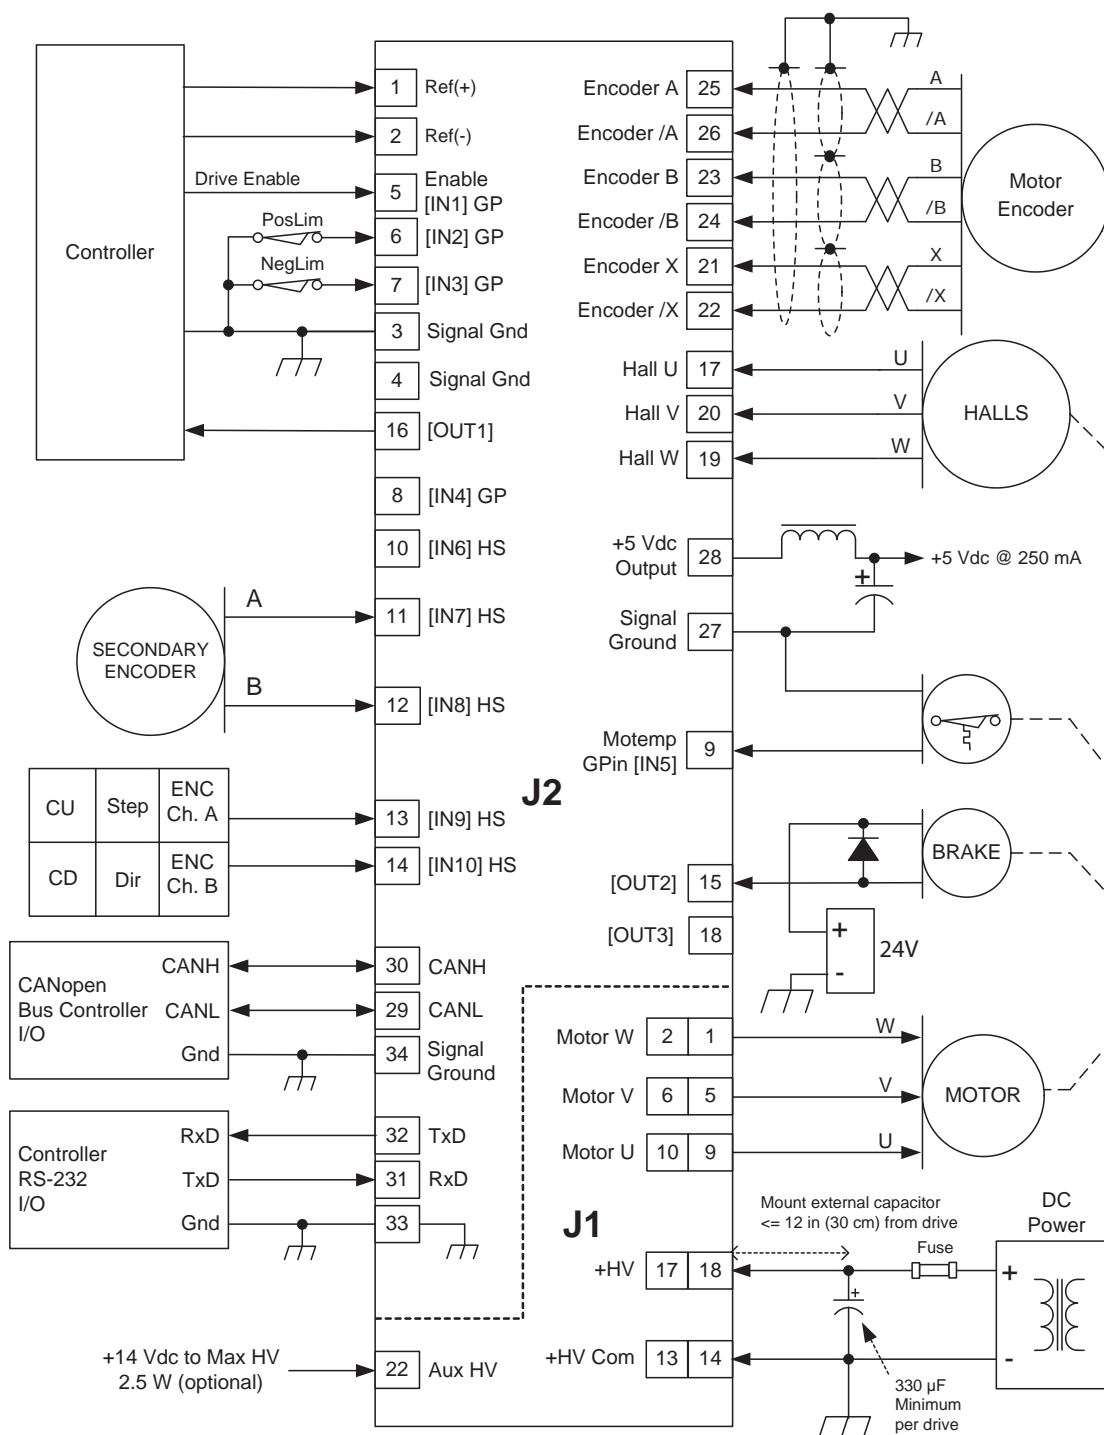 Controller
1 Ref(+)
2 Ref(-)
Drive Enable
5 Enable
[IN1] GP
PosLim
6 [IN2] GP
NegLim
7 [IN3] GP
3 Signal Gnd
4 Signal Gnd
16 [OUT1]
8 [IN4] GP
10 [IN6] HS
SECONDARY
ENCODER
A
11 [IN7] HS
B
12 [IN8] HS
CU Step ENC
Ch. A
13 [IN9] HS
CD Dir ENC
Ch. B
14 [IN10] HS
CANopen
Bus Controller
I/O
CANH
30 CANH
CANL
29 CANL
Gnd
34 Signal
Ground
Controller
RS-232
I/O
RxD
32 TxD
TxD
31 RxD
Gnd
33
+14 Vdc to Max HV
2.5 W (optional)
22 Aux HV
J2
J1
Encoder A 25
A
Encoder /A 26
/A
Encoder B 23
B
Encoder /B 24
/B
Encoder X 21
X
Encoder /X 22
/X
Motor
Encoder
Hall U 17
U
Hall V 20
V
Hall W 19
W
HALLS
+5 Vdc
Output
28
+5 Vdc @ 250 mA
+
Signal
Ground
27
Motemp
GPin [IN5]
9
BRAKE
[OUT2] 15
[OUT3] 18
+
-
24V
Motor W 2 1
W
Motor V 6 5
V
Motor U 10 9
U
MOTOR
Mount external capacitor
<= 12 in (30 cm) from drive
DC
Power
Fuse
+HV 17 18
+
+
+HV Com 13 14
-
330 µF
Minimum
per drive